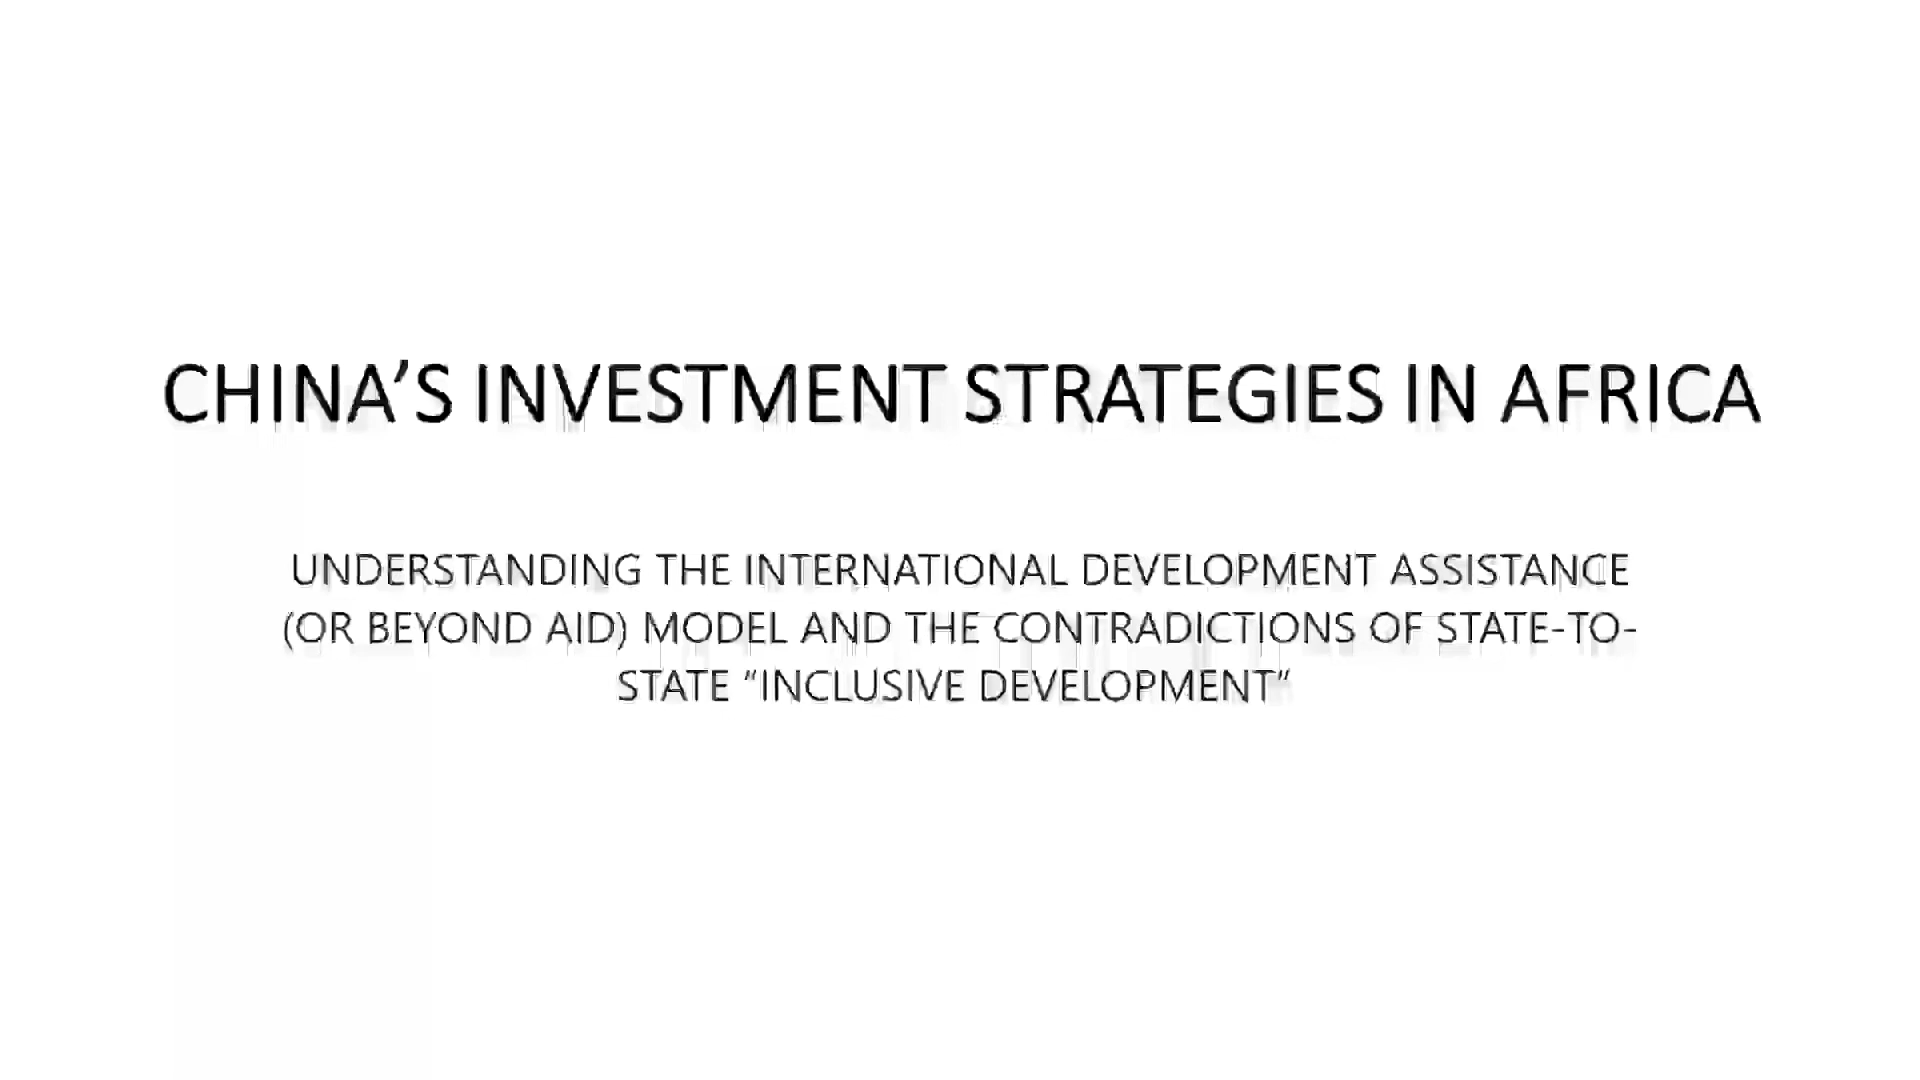 CHINA’S INVESTMENT STRATEGIES IN AFRICA
UNDERSTANDING THE INTERNATIONAL DEVELOPMENT ASSISTANCE
(OR BEYOND AID) MODEL AND THE CONTRADICTIONS OF STATE-TO-
STATE “INCLUSIVE DEVELOPMENT”